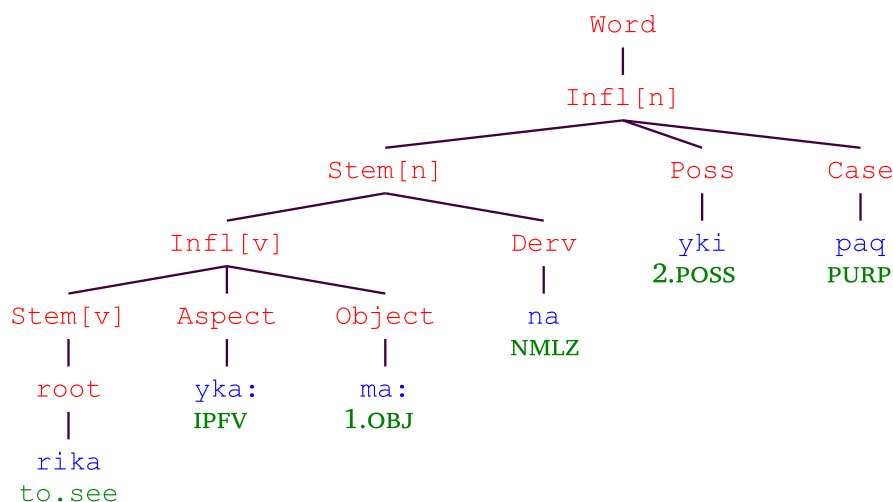 Word
Infl[n]
Stem[n] Poss Case
Infl[v] Derv yki paq
2.POSS PURP
Stem[v] Aspect Object na
NMLZ
root yka: ma:
IPFV 1.OBJ
rika
to.see